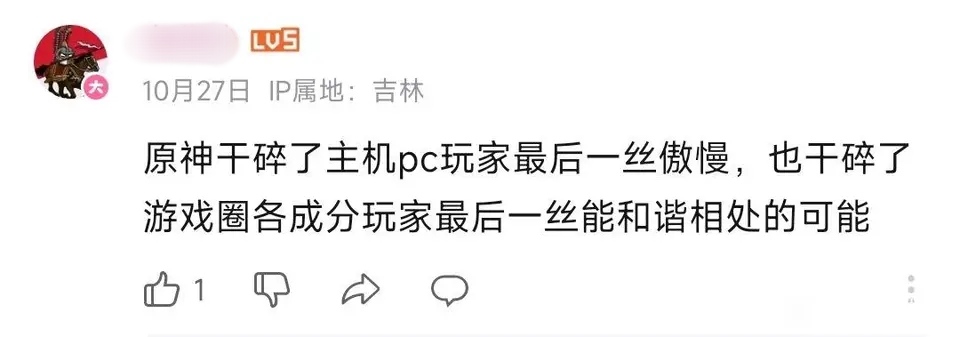 LV5
大
10月27日 IP属地：吉林
原神干碎了主机pc玩家最后一丝傲慢，也干碎了
游戏圈各成分玩家最后一丝能和谐相处的可能
1